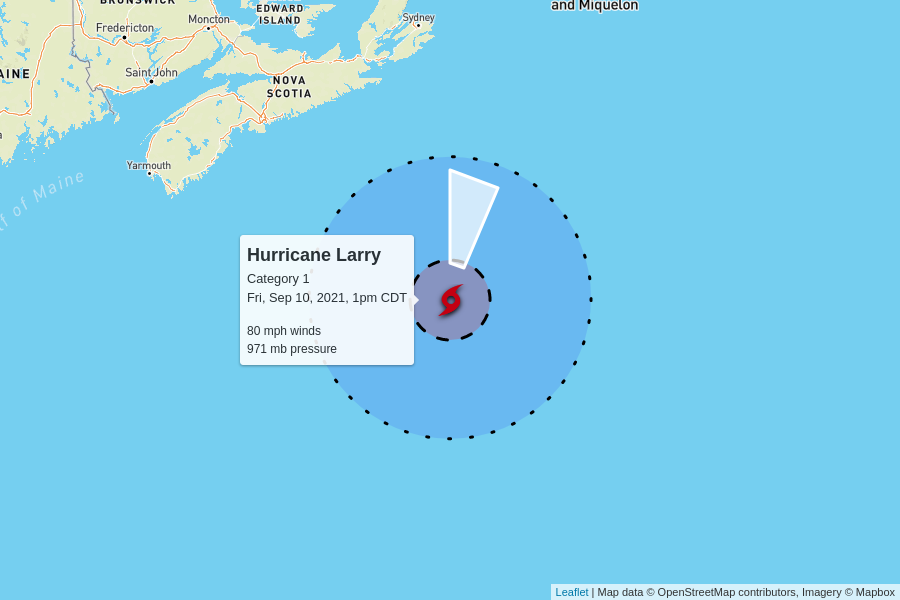 BRUNSWICK
Moncton
EDWARD
ISLAND
and Miquelon
Sydney
Fredericton
AINE
Saint John
NOVA
SCOTIA
Yarmouth
f of Maine
Hurricane Larry
Category 1
Fri, Sep 10, 2021, 1pm CDT
80 mph winds
971 mb pressure
Leaflet | Map data © OpenStreetMap contributors, Imagery © Mapbox